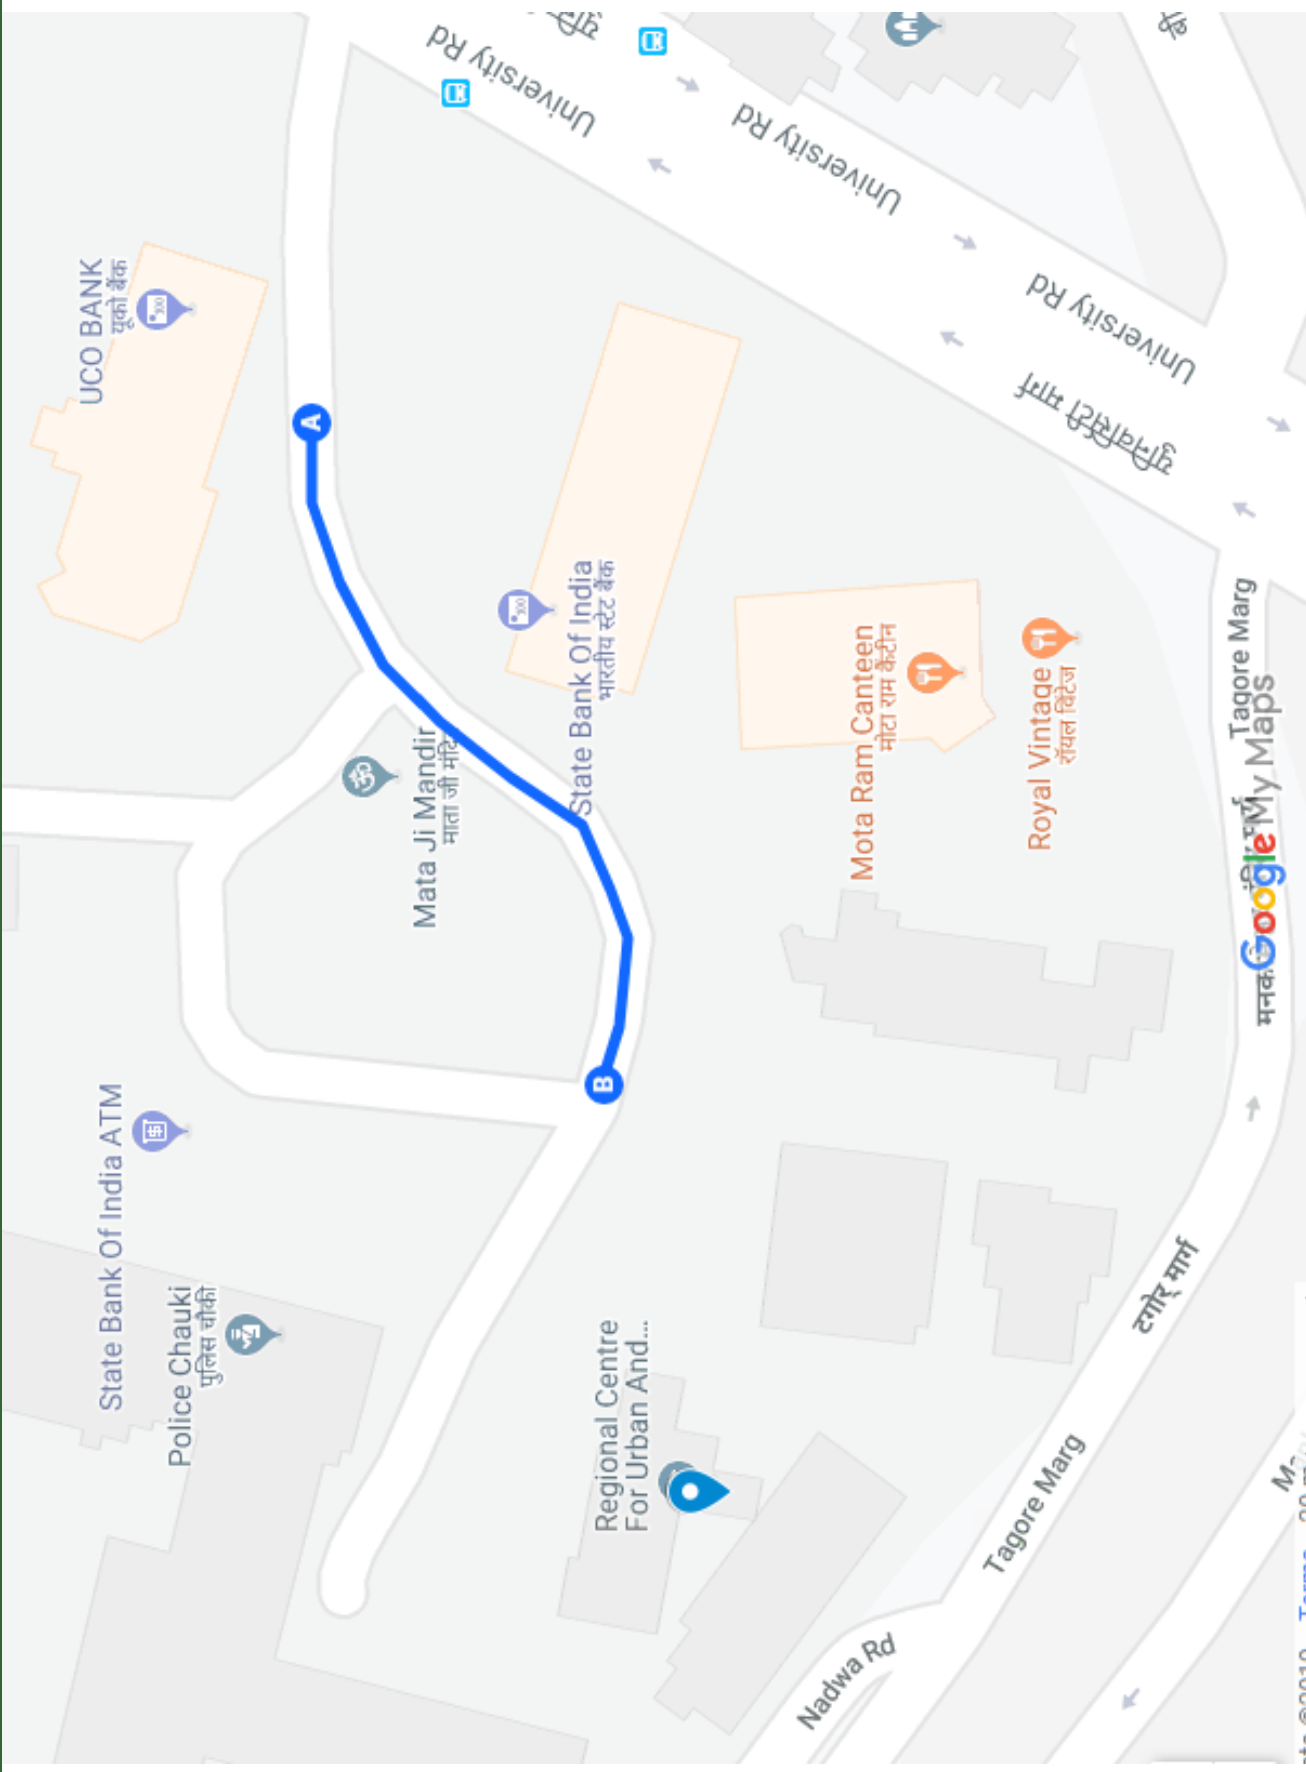 University Rd
University Rd
University Rd
यूनिवर्सिटी मार्ग
UCO BANK
यूको बैंक
A
State Bank Of India
भारतीय स्टेट बैंक
Mata Ji Mandir
माता जी मंदि
Mota Ram Canteen
मोटा राम कैंटीन
Royal Vintage
रॉयल विंटेज
Tagore Marg
Google My Maps
B
State Bank Of India ATM
Police Chauki
पुलिस चौकी
Regional Centre
For Urban And...
टैगोर मार्ग
Tagore Marg
Nadwa Rd